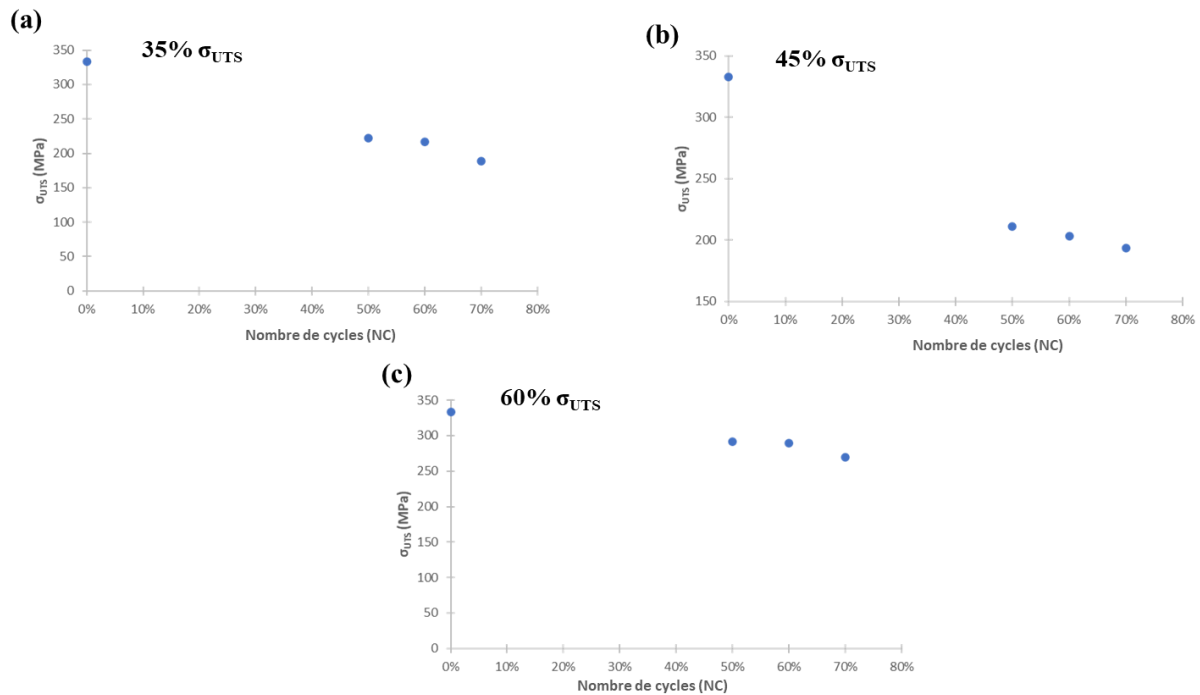 (a)
35% σUTS
350
300
250
200
150
100
50
0
σUTS (MPa)
0% 10% 20% 30% 40% 50% 60% 70% 80%
Nombre de cycles (NC)
(b)
45% σUTS
350
300
250
200
150
σUTS (MPa)
0% 10% 20% 30% 40% 50% 60% 70% 80%
Nombre de cycles (NC)
(c)
60% σUTS
350
300
250
200
150
100
50
0
σUTS (MPa)
0% 10% 20% 30% 40% 50% 60% 70% 80%
Nombre de cycles (NC)